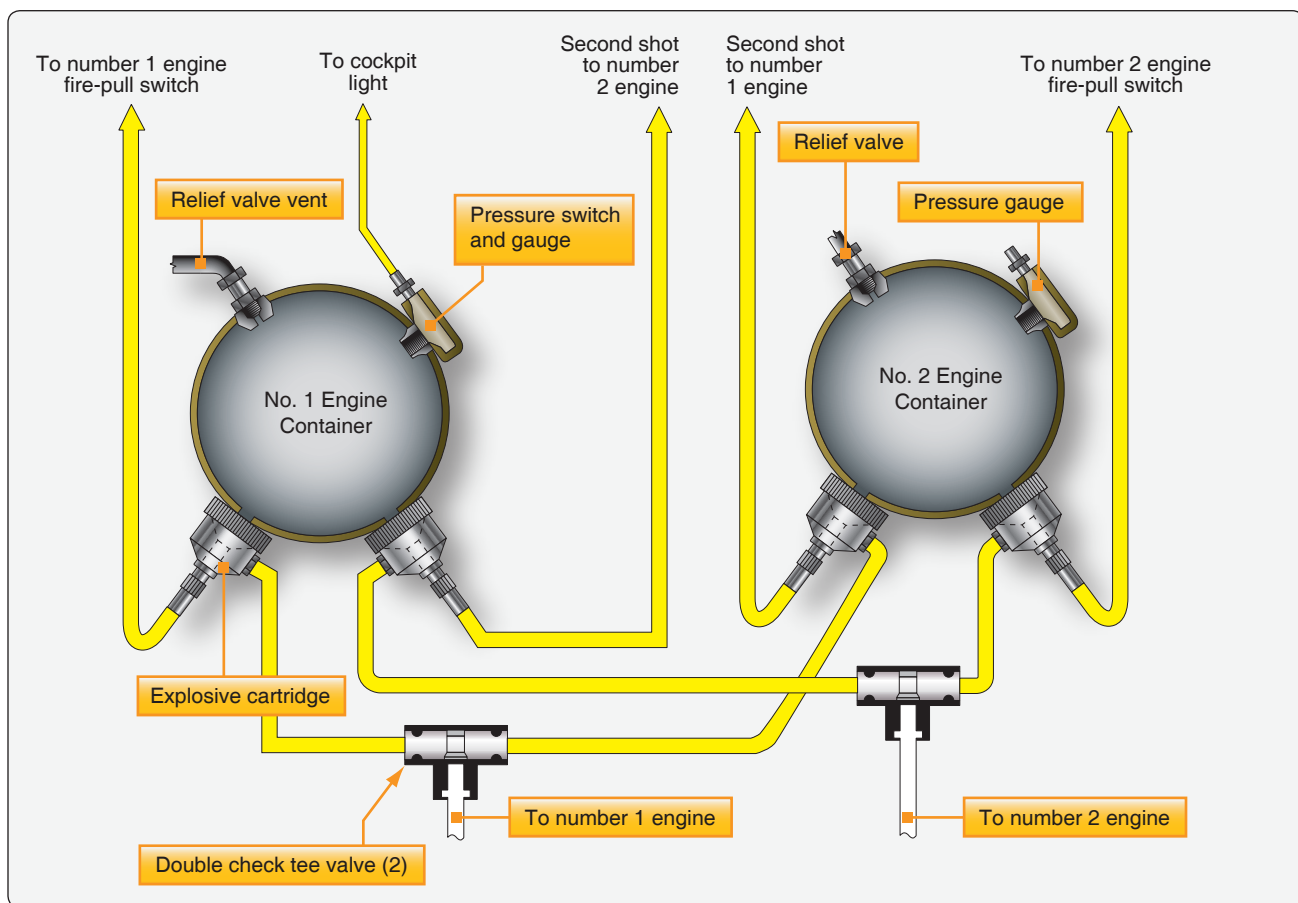 To number 1 engine
fire-pull switch
To cockpit
light
Second shot
to number
2 engine
Second shot
to number
1 engine
To number 2 engine
fire-pull switch
Relief valve
Relief valve vent
Pressure switch
and gauge
Pressure gauge
No. 1 Engine
Container
No. 2 Engine
Container
Explosive cartridge
To number 1 engine
To number 2 engine
Double check tee valve (2)